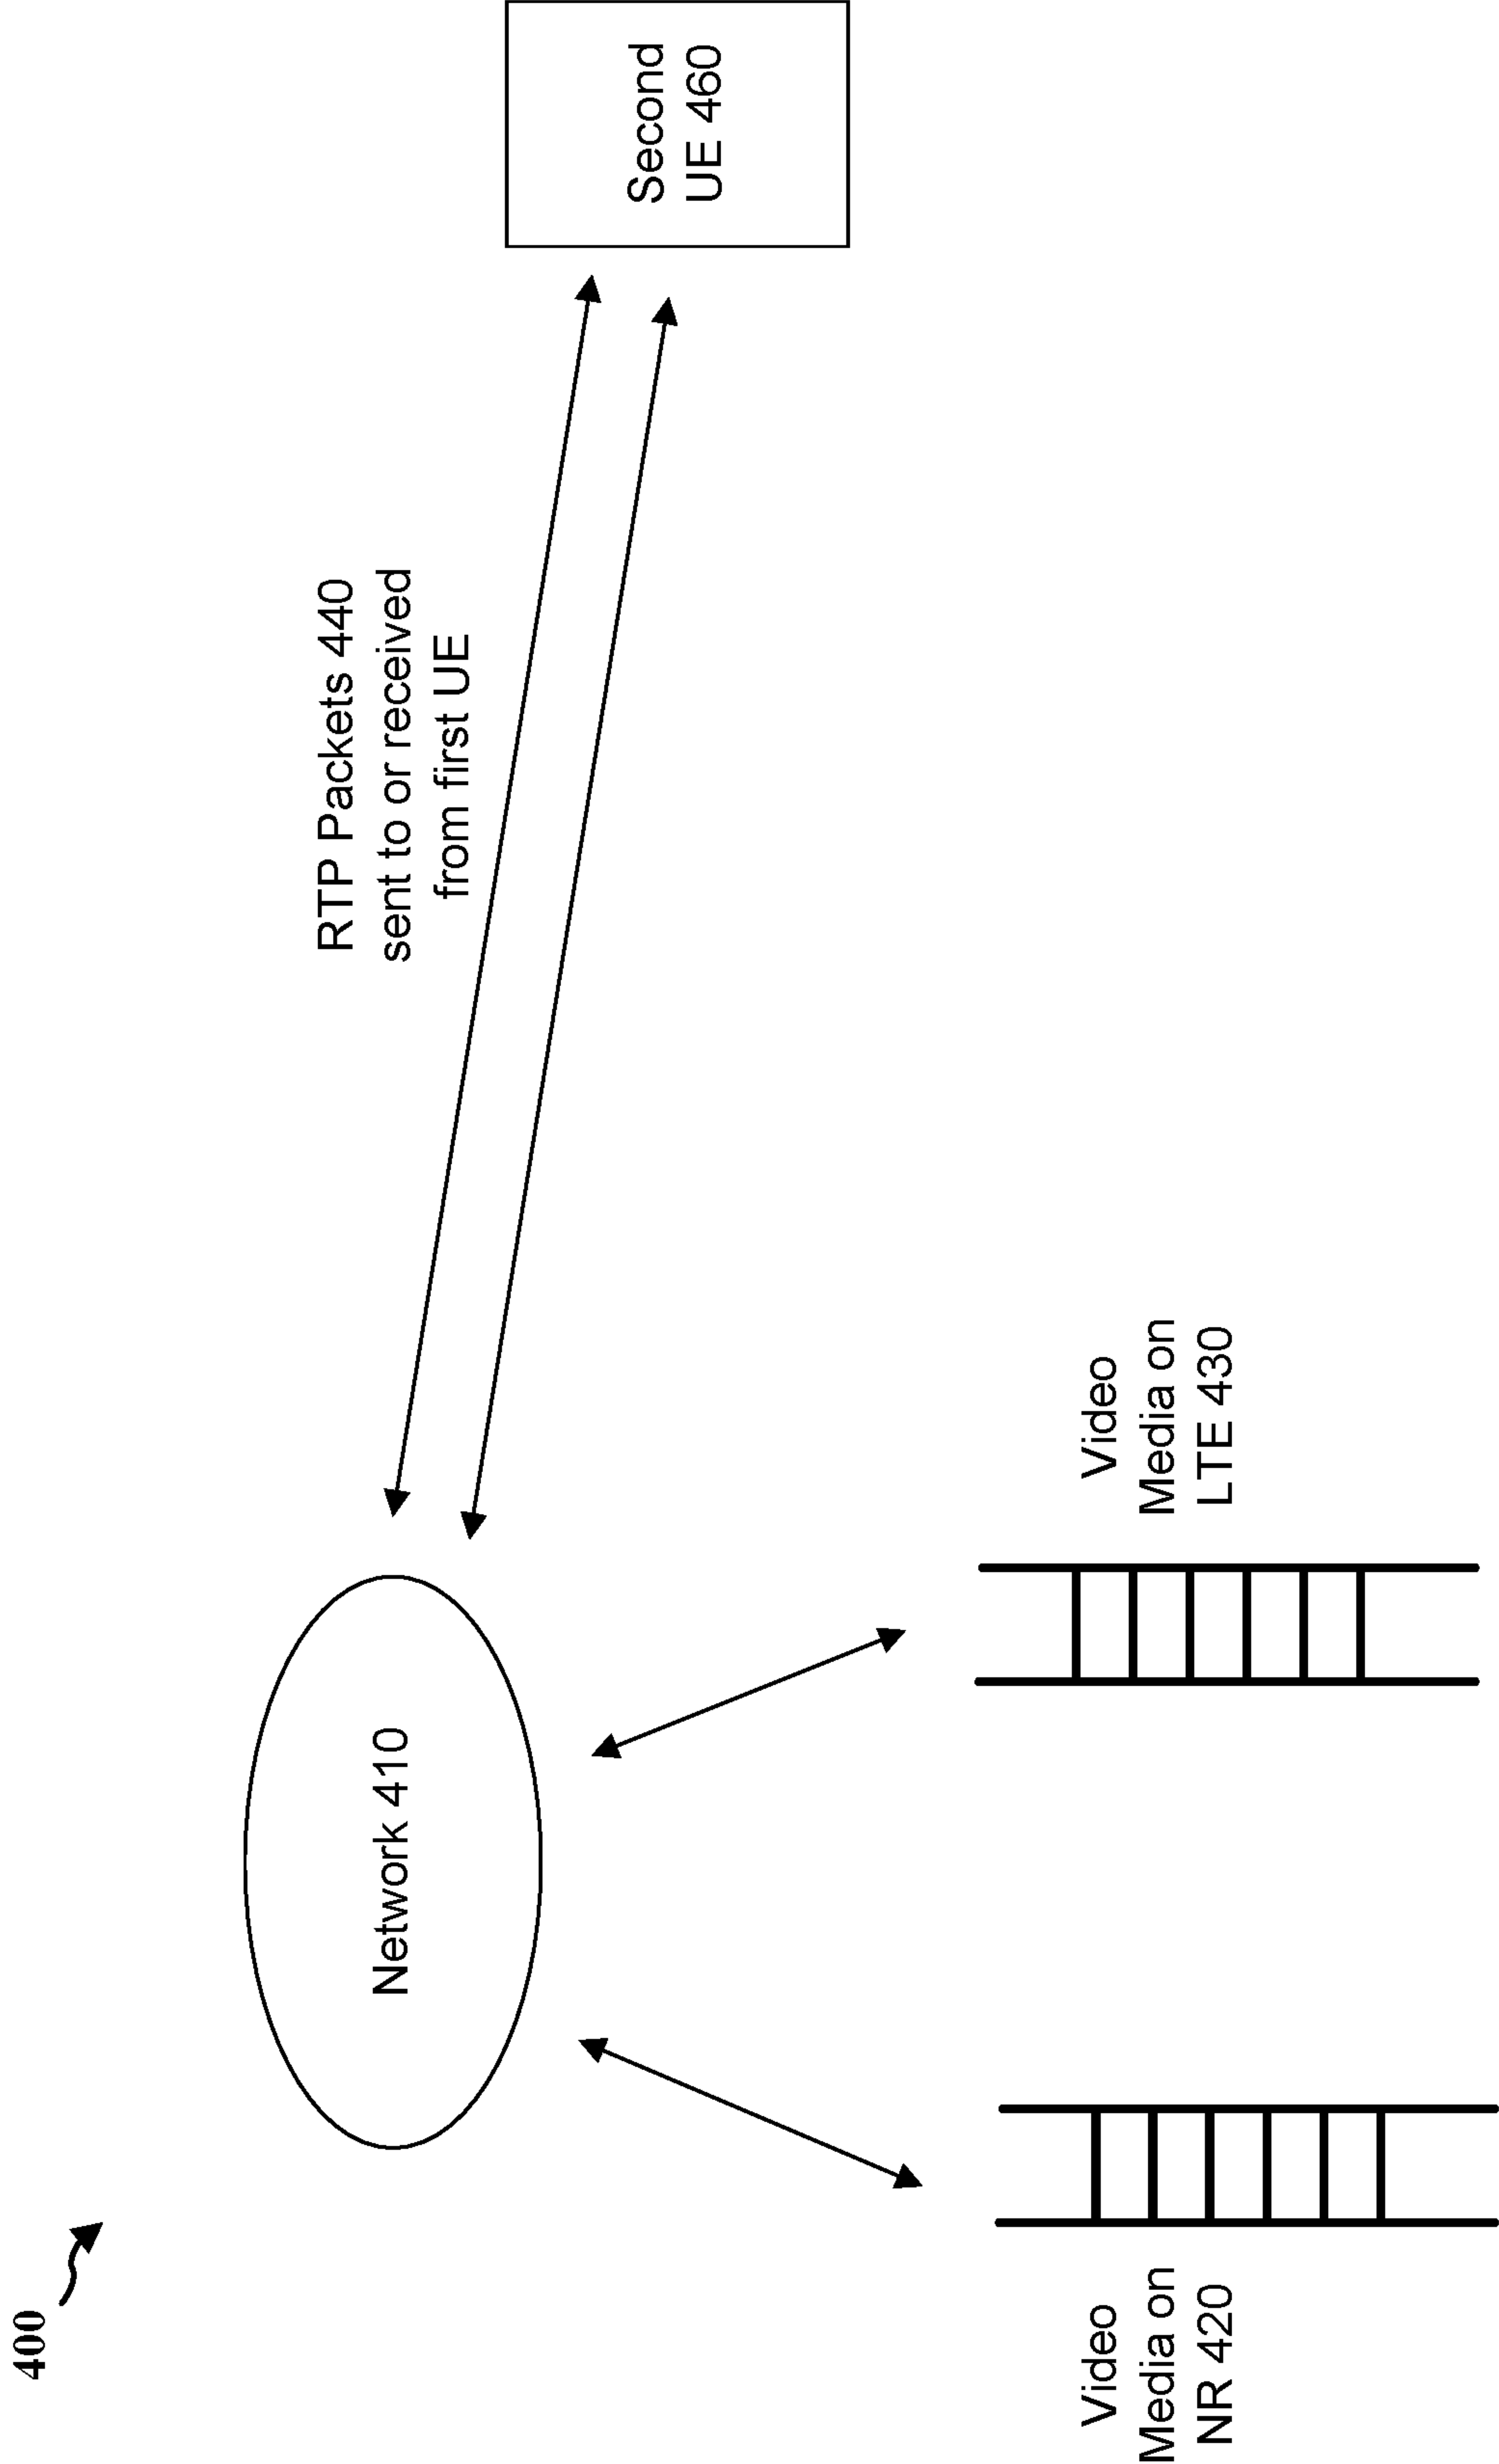 400
Network 410
RTP Packets 440
sent to or received
from first UE
Second
UE 460
Video
Media on
NR 420
Video
Media on
LTE 430